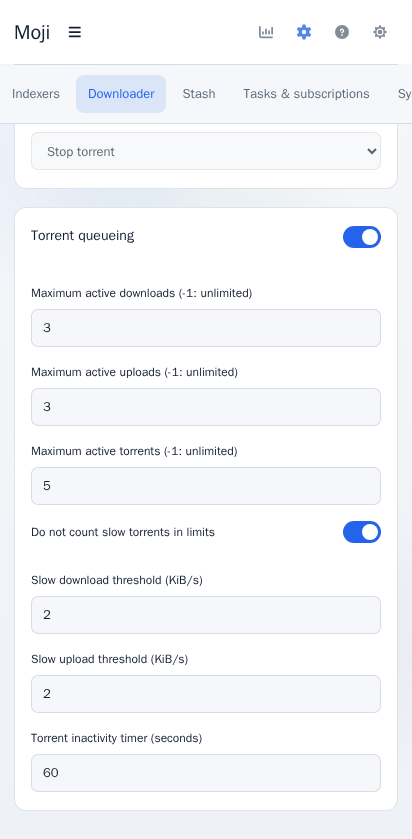 Moji
Indexers Downloader Stash Tasks & subscriptions Sy
Stop torrent
Torrent queueing
Maximum active downloads (-1: unlimited)
3
Maximum active uploads (-1: unlimited)
3
Maximum active torrents (-1: unlimited)
5
Do not count slow torrents in limits
Slow download threshold (KiB/s)
2
Slow upload threshold (KiB/s)
2
Torrent inactivity timer (seconds)
60